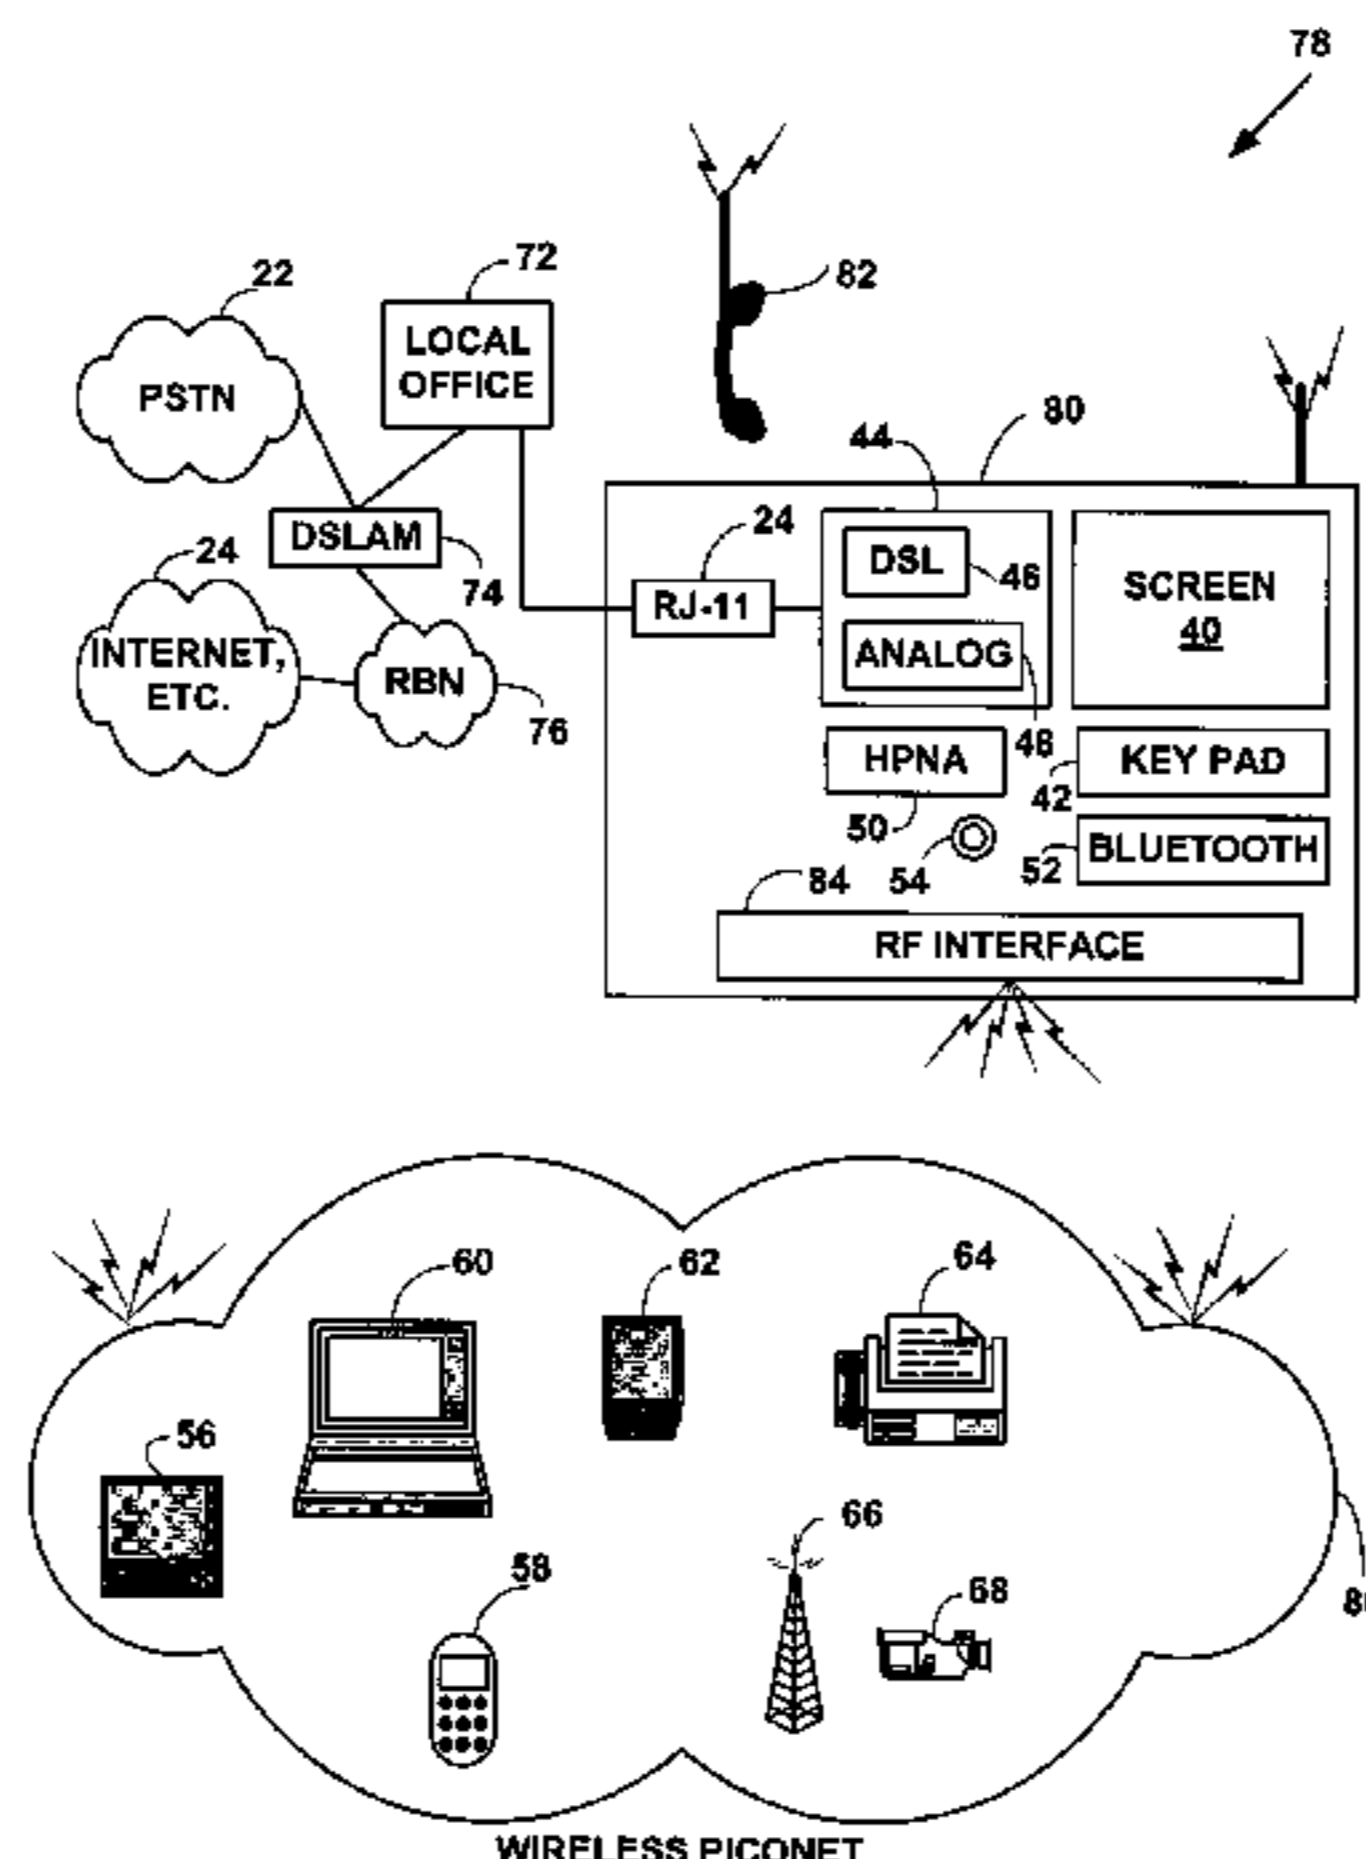 78
72
22
82
LOCAL
OFFICE
PSTN
80
44
24
DSLAM
DSL
46
24
74
RJ-11
SCREEN
40
INTERNET,
ETC.
RBN
ANALOG
76
48
HPNA
KEY PAD
42
50
54
52
BLUETOOTH
84
RF INTERFACE
60
62
64
56
66
58
68
WIRELESS PICONET